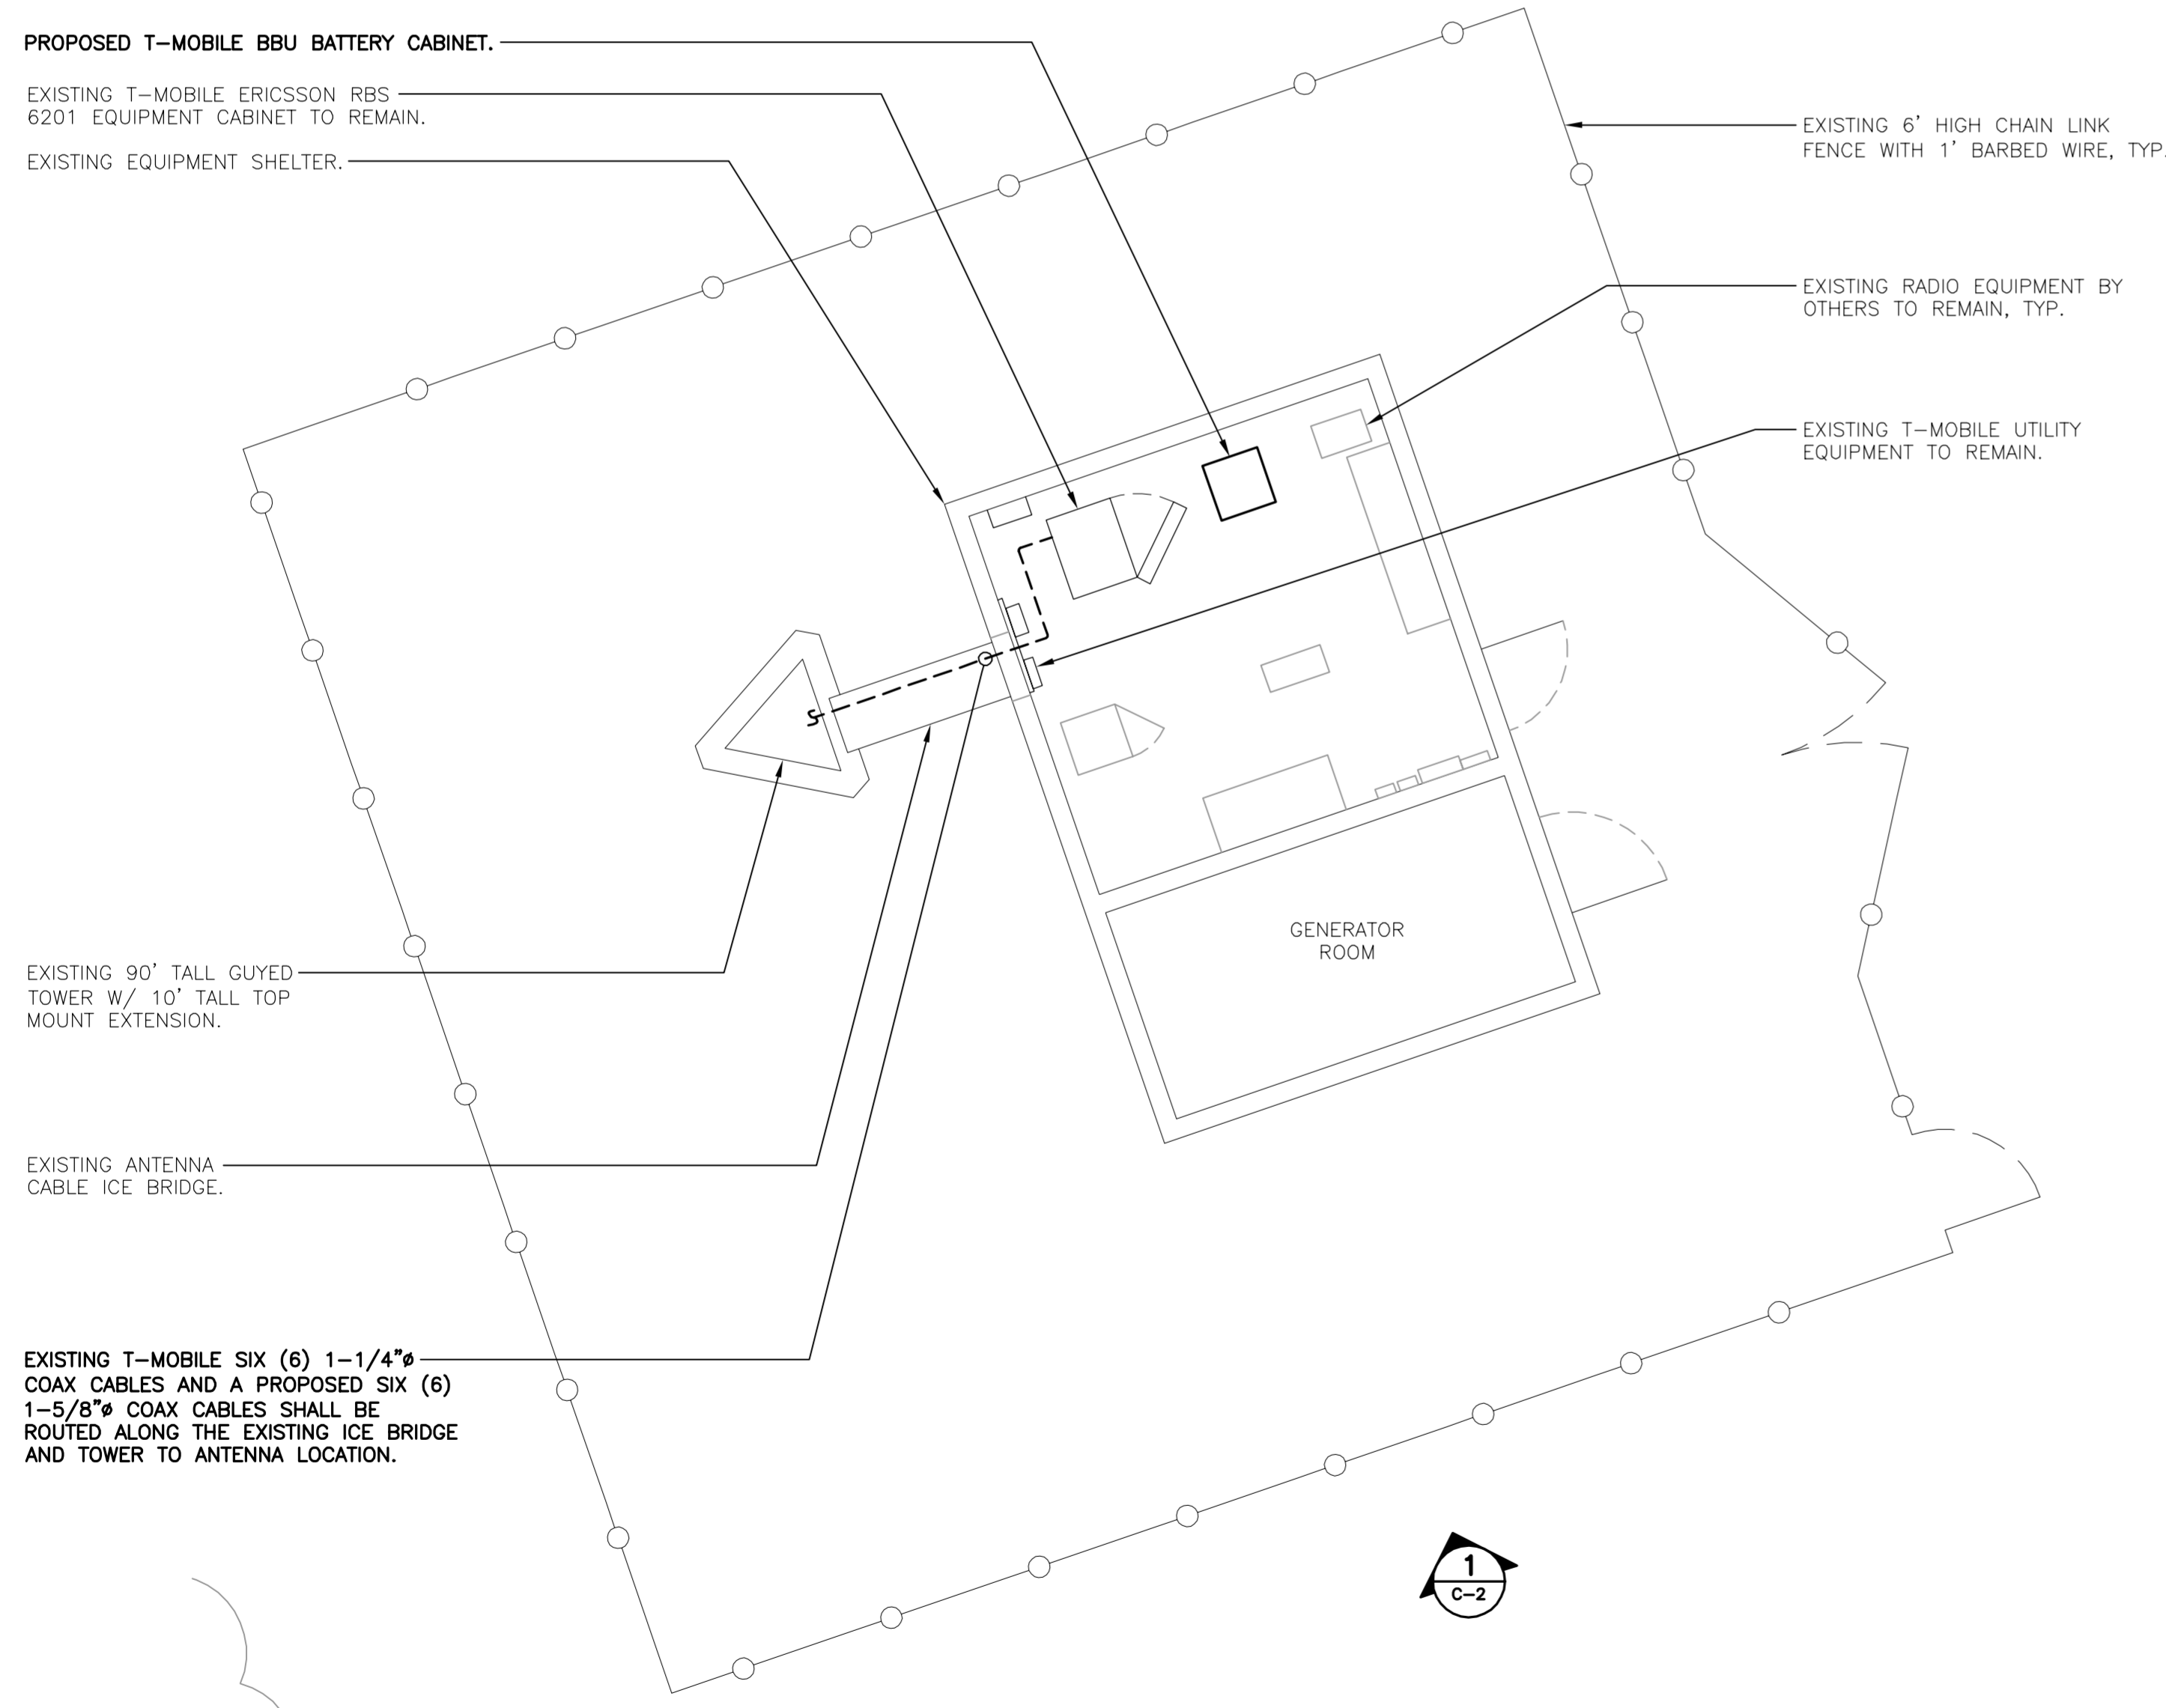 PROPOSED T-MOBILE BBU BATTERY CABINET.
EXISTING T-MOBILE ERICSSON RBS
6201 EQUIPMENT CABINET TO REMAIN.
EXISTING EQUIPMENT SHELTER.
EXISTING 6' HIGH CHAIN LINK
FENCE WITH 1' BARBED WIRE, TYP.
EXISTING RADIO EQUIPMENT BY
OTHERS TO REMAIN, TYP.
EXISTING T-MOBILE UTILITY
EQUIPMENT TO REMAIN.
GENERATOR
ROOM
EXISTING 90' TALL GUYED
TOWER W/ 10' TALL TOP
MOUNT EXTENSION.
EXISTING ANTENNA
CABLE ICE BRIDGE.
EXISTING T-MOBILE SIX (6) 1-1/4"ø
COAX CABLES AND A PROPOSED SIX (6)
1-5/8"ø COAX CABLES SHALL BE
ROUTED ALONG THE EXISTING ICE BRIDGE
AND TOWER TO ANTENNA LOCATION.
1
C-2